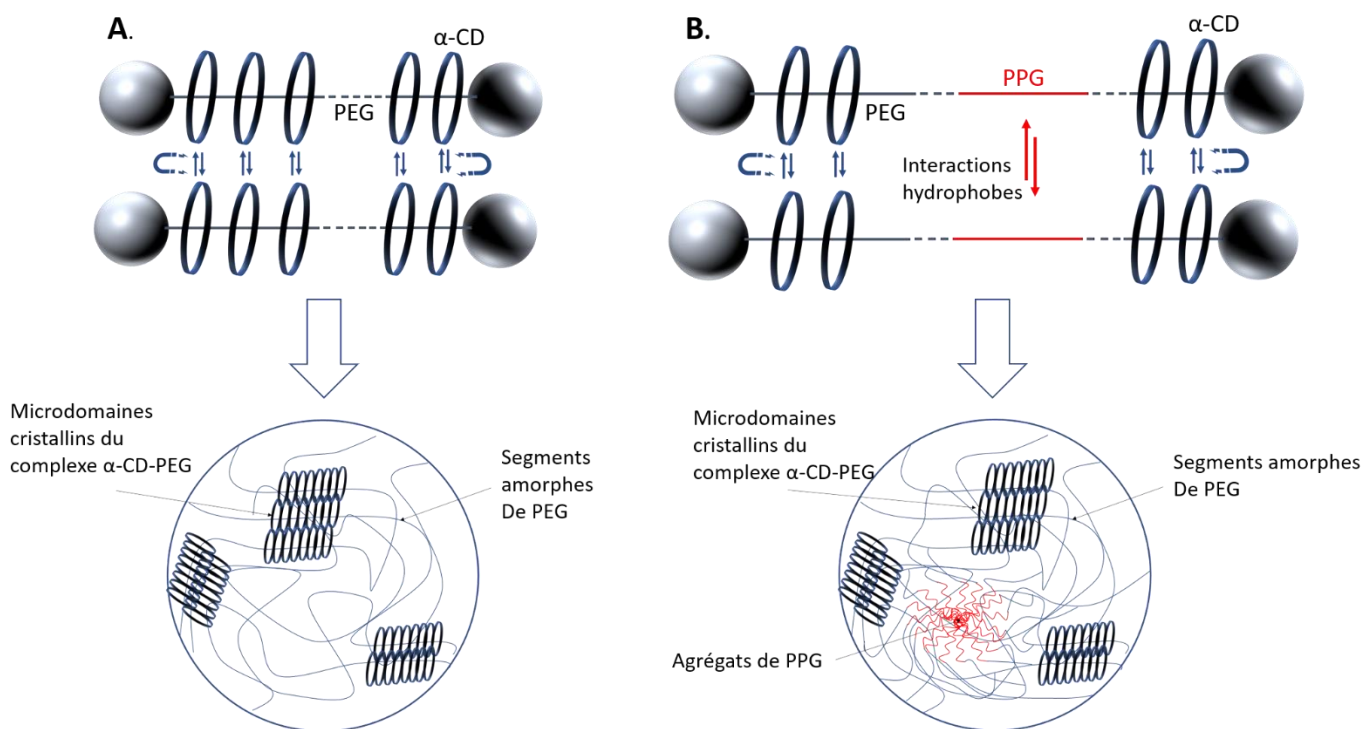 A.
α-CD
PEG
Microdomaines
cristallins du
complexe α-CD-PEG
Segments
amorphes
De PEG
B.
α-CD
PPG
PEG
Interactions
hydrophobes
Microdomaines
cristallins du
complexe α-CD-PEG
Segments amorphes
De PEG
Agrégats de PPG